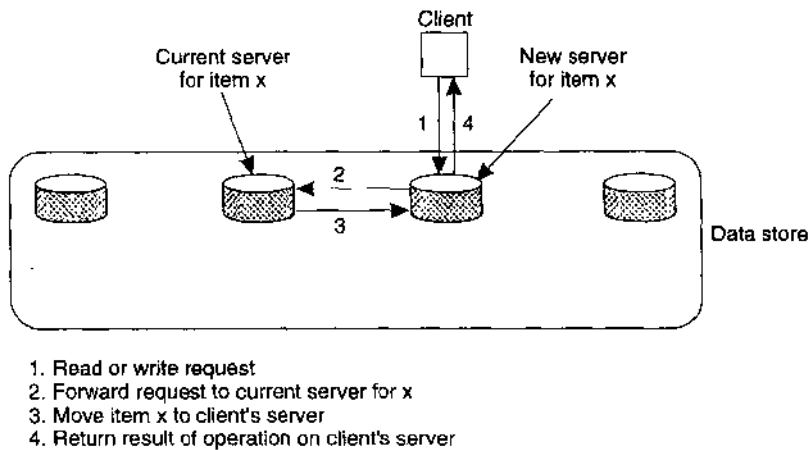 Client
Current server
for item x
New server
for item x
1
4
2
3
Data store
1. Read or write request
2. Forward request to current server for x
3. Move item x to client's server
4. Return result of operation on client's server